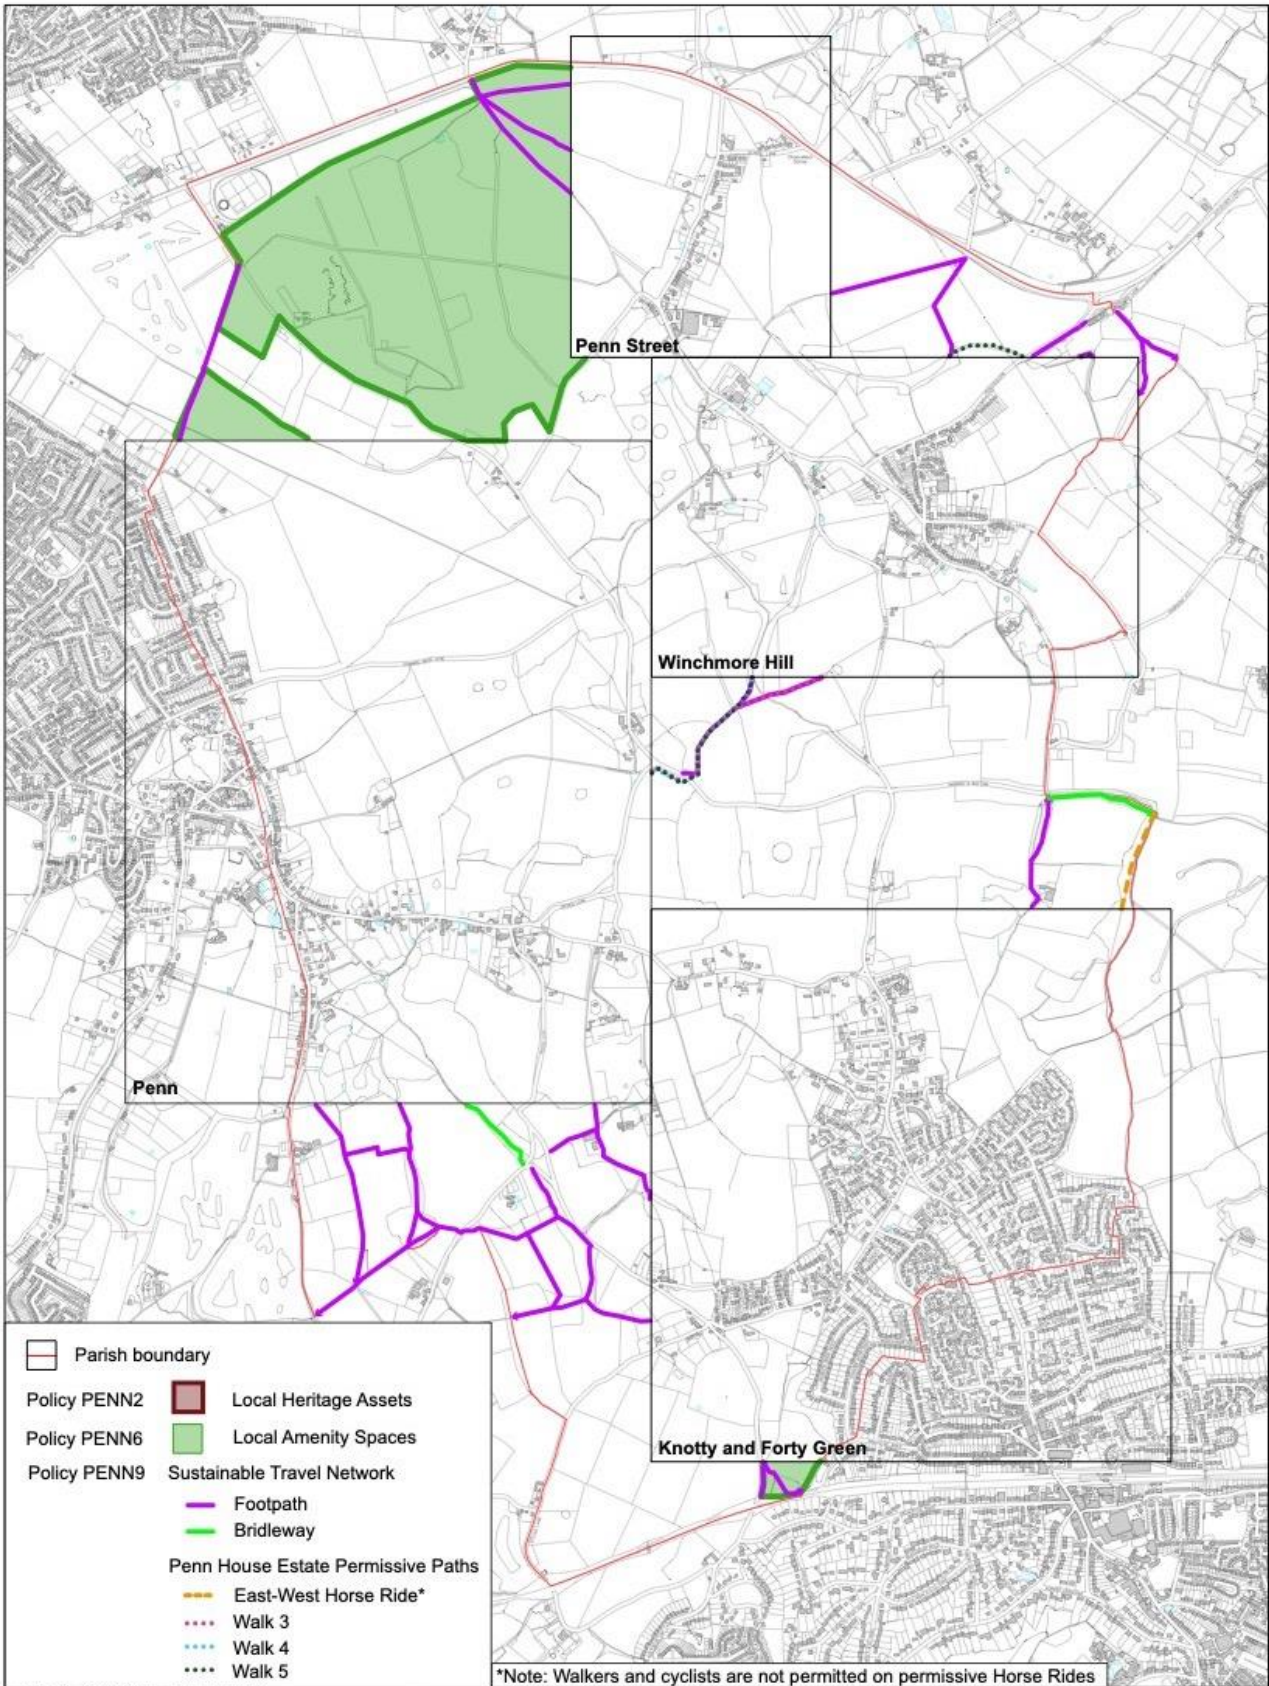 Penn Street
Winchmore Hill
Penn
Knotty and Forty Green
Parish boundary
Policy PENN2 Local Heritage Assets
Policy PENN6 Local Amenity Spaces
Policy PENN9 Sustainable Travel Network
Footpath
Bridleway
Penn House Estate Permissive Paths
East-West Horse Ride*
Walk 3
Walk 4
Walk 5
*Note: Walkers and cyclists are not permitted on permissive Horse Rides